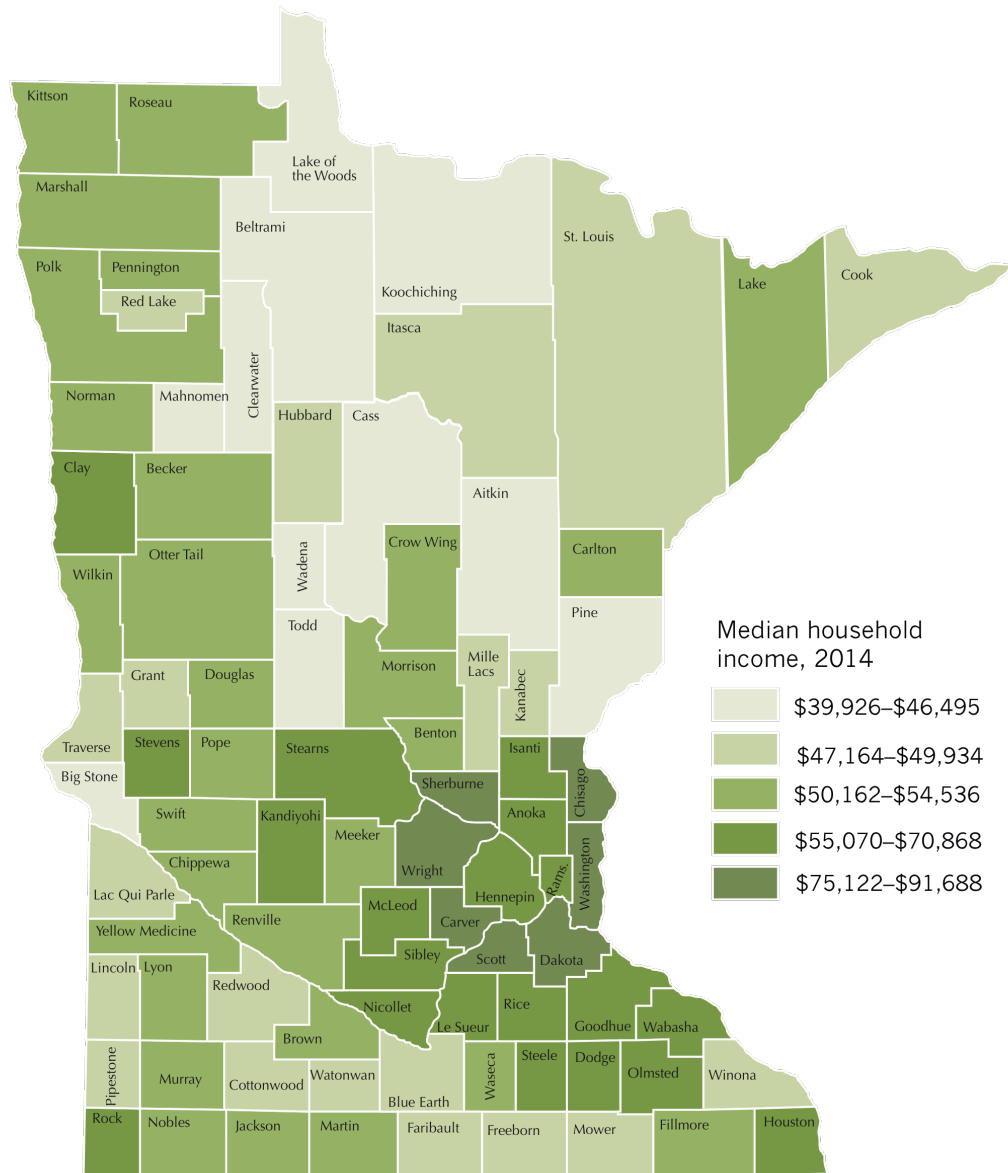 Kittson
Roseau
Lake of
the Woods
Marshall
Beltrami
St. Louis
Polk
Pennington
Koochiching
Lake
Cook
Red Lake
Itasca
Clearwater
Norman
Mahnomen
Hubbard
Cass
Clay
Becker
Aitkin
Otter Tail
Wadena
Crow Wing
Carlton
Wilkin
Todd
Pine
Morrison
Mille
Lacs
Kanabec
Grant
Douglas
Traverse
Stevens
Pope
Stearns
Benton
Isanti
Big Stone
Sherburne
Chisago
Swift
Kandiyohi
Anoka
Meeker
Chippewa
Wright
Washington
Lac Qui Parle
Hennepin
Rams.
McLeod
Renville
Carver
Yellow Medicine
Sibley
Scott
Dakota
Lincoln
Lyon
Redwood
Nicollet
Le Sueur
Rice
Goodhue
Wabasha
Brown
Pipestone
Murray
Cottonwood
Watonwan
Blue Earth
Waseca
Steele
Dodge
Olmsted
Winona
Rock
Nobles
Jackson
Martin
Faribault
Freeborn
Mower
Fillmore
Houston
Median household
income, 2014
$39,926–$46,495
$47,164–$49,934
$50,162–$54,536
$55,070–$70,868
$75,122–$91,688